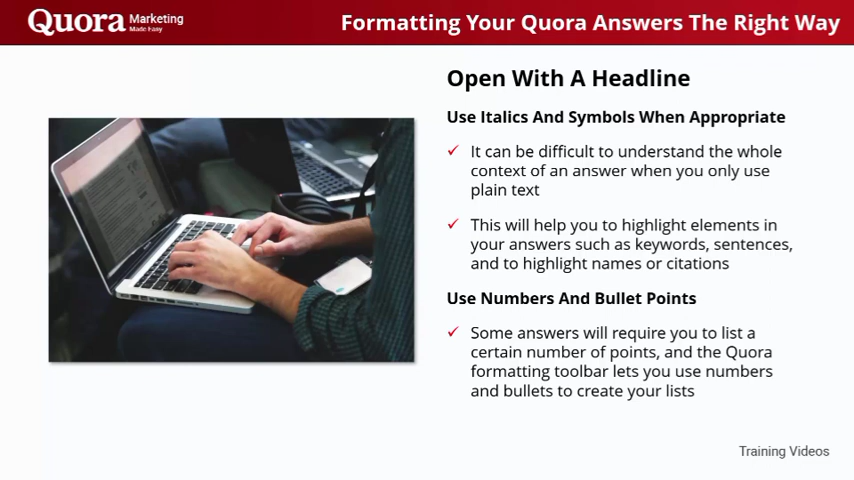 Quora Marketing
Made Easy
Formatting Your Quora Answers The Right Way
Open With A Headline
Use Italics And Symbols When Appropriate
✓ It can be difficult to understand the whole
context of an answer when you only use
plain text
✓ This will help you to highlight elements in
your answers such as keywords, sentences,
and to highlight names or citations
Use Numbers And Bullet Points
✓ Some answers will require you to list a
certain number of points, and the Quora
formatting toolbar lets you use numbers
and bullets to create your lists
Training Videos